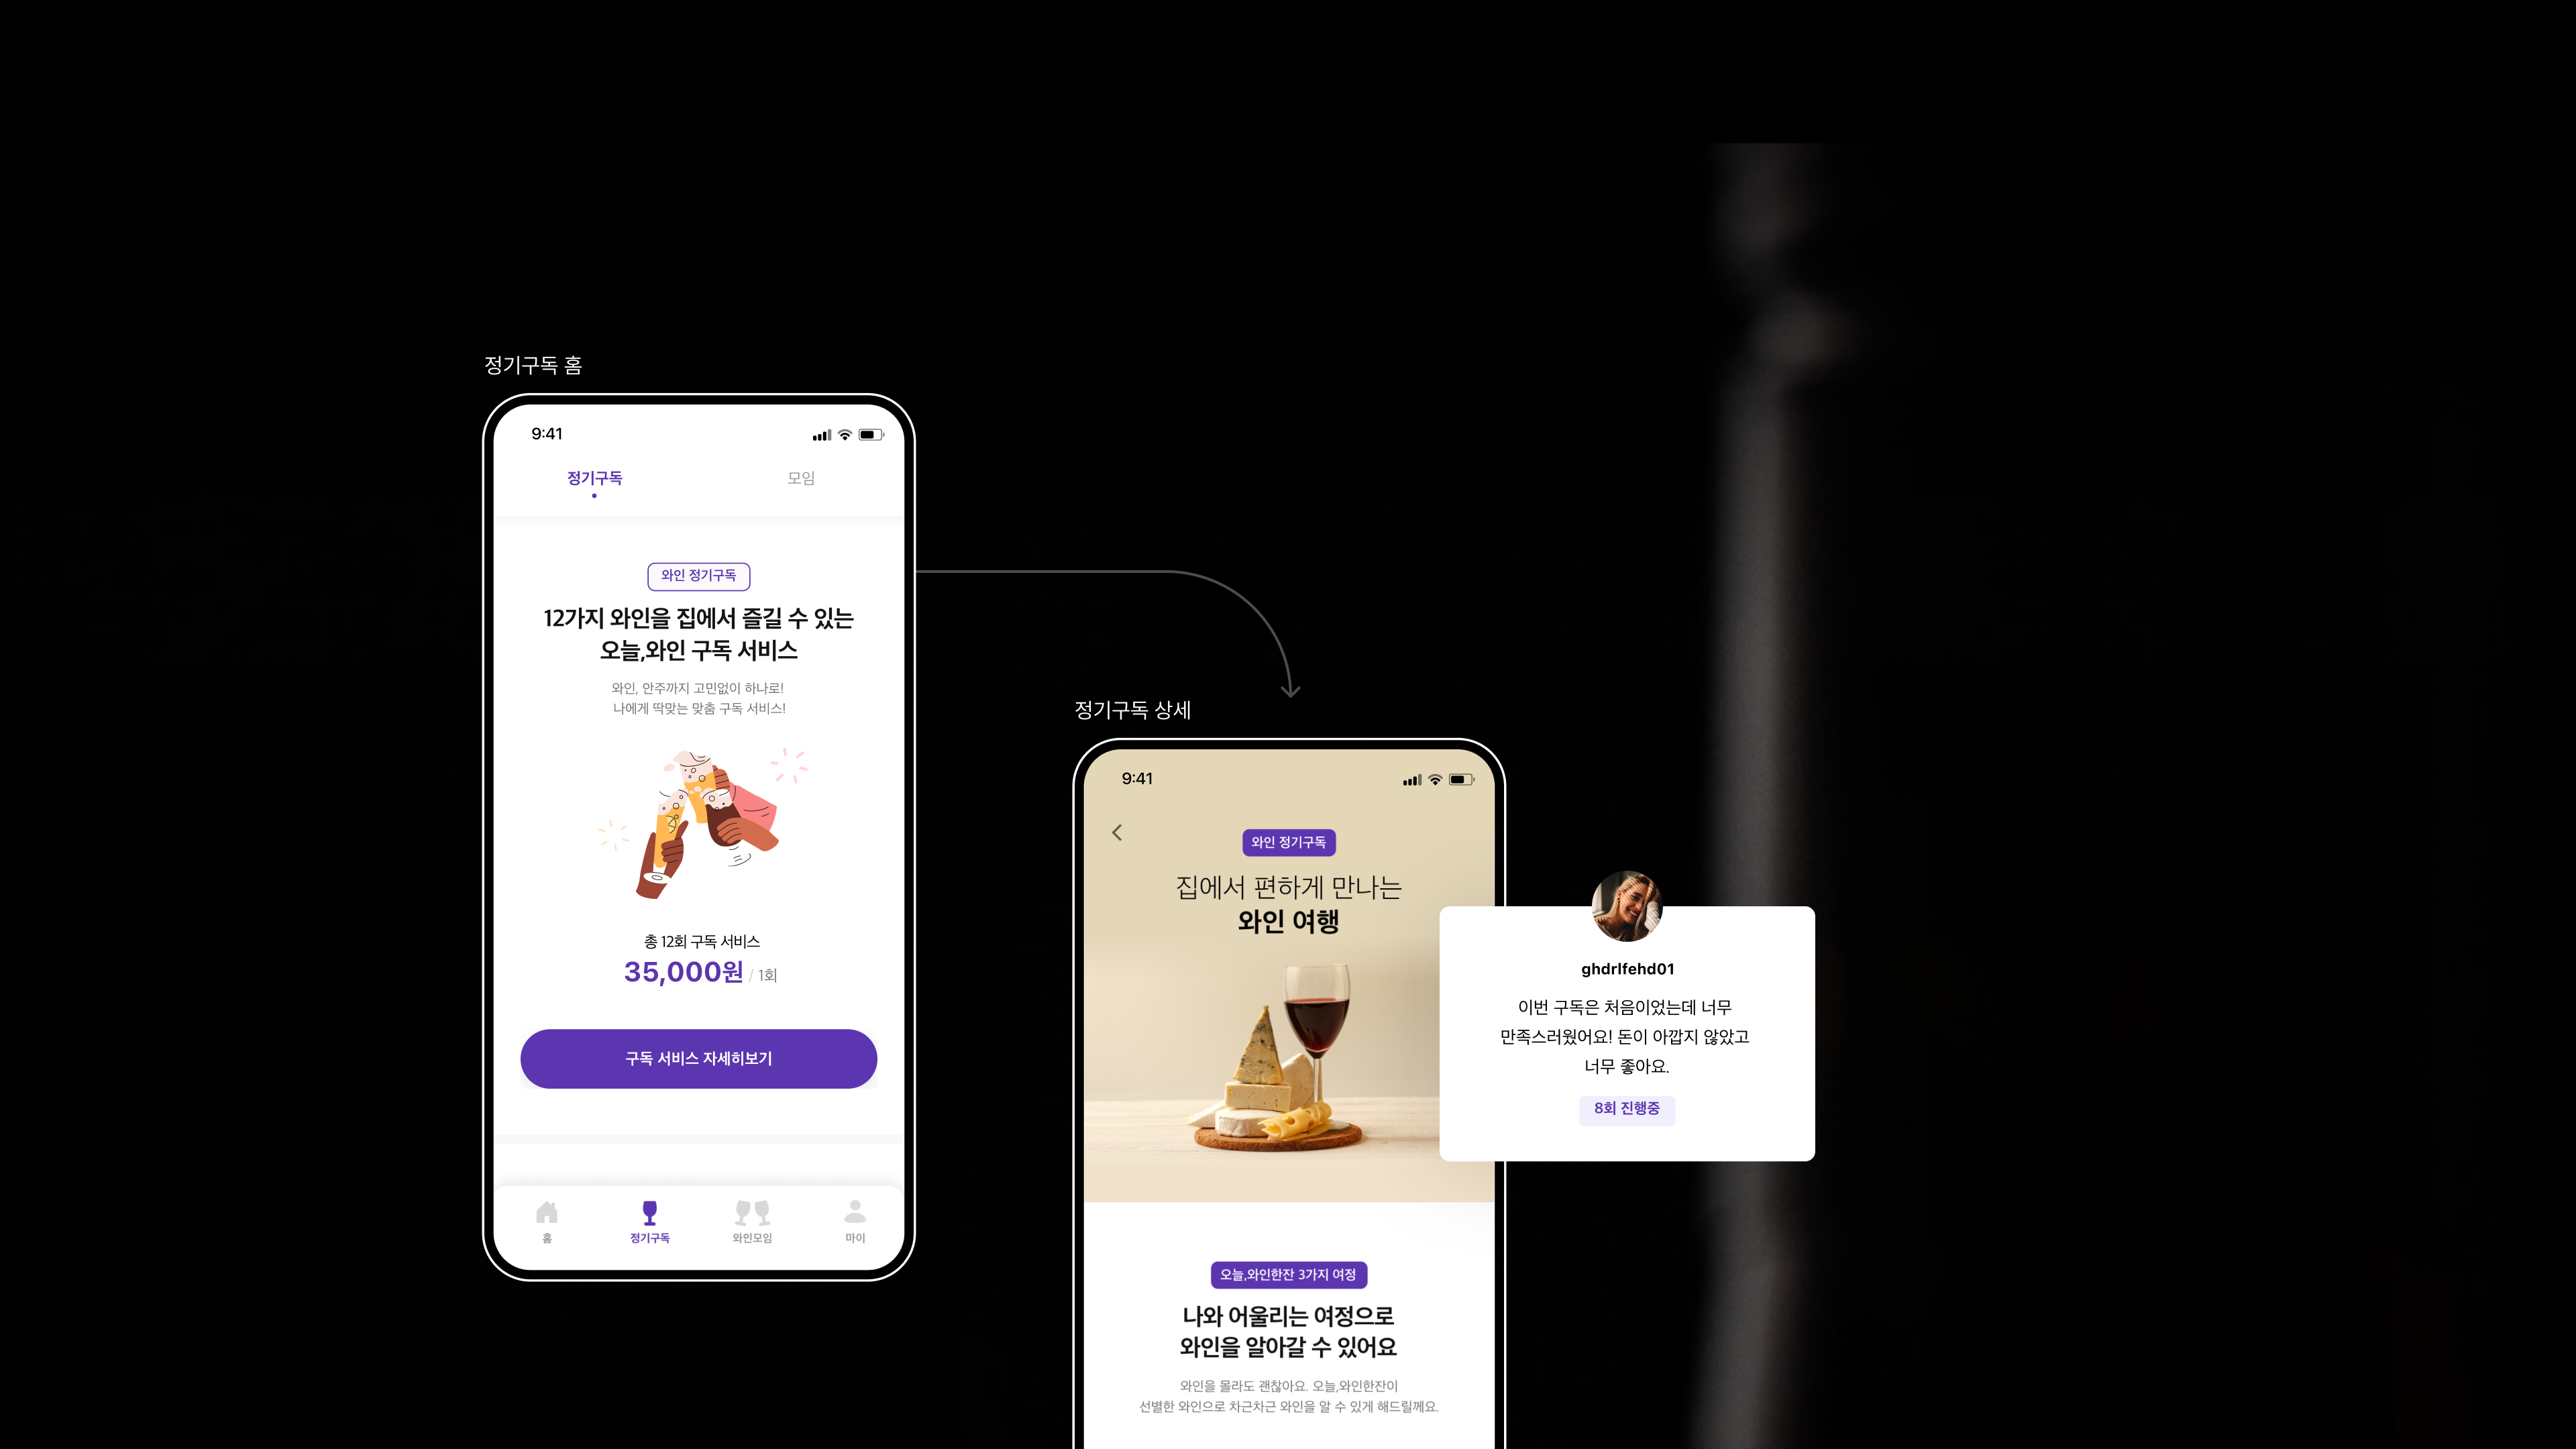 정기구독 홈
9:41
정기구독
모임
와인 정기구독
12가지 와인을 집에서 즐길 수 있는
오늘,와인 구독 서비스
와인, 안주까지 고민없이 하나로!
나에게 딱맞는 맞춤 구독 서비스!
총 12회 구독 서비스
35,000원 / 1회
구독 서비스 자세히보기
홈
정기구독
와인모임
마이
정기구독 상세
9:41
와인 정기구독
집에서 편하게 만나는
와인 여행
ghdrlfehd01
이번 구독은 처음이었는데 너무
만족스러웠어요! 돈이 아깝지 않았고
너무 좋아요.
8회 진행중
오늘,와인한잔 3가지 여정
나와 어울리는 여정으로
와인을 알아갈 수 있어요
와인을 몰라도 괜찮아요. 오늘,와인한잔이
선별한 와인으로 차근차근 와인을 알 수 있게 해드릴께요.